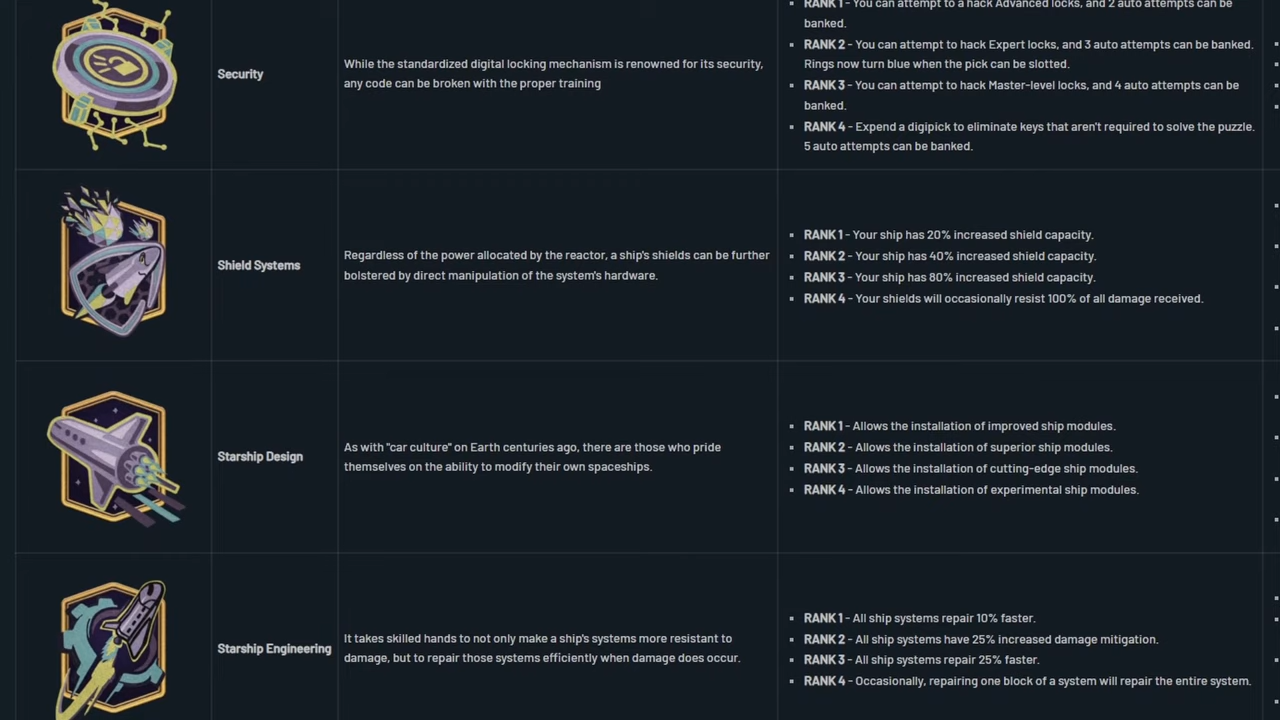 RANK 1 - You can attempt to a hack Advanced locks, and 2 auto attempts can be
banked.
RANK 2 - You can attempt to hack Expert locks, and 3 auto attempts can be banked.
Rings now turn blue when the pick can be slotted.
RANK 3 - You can attempt to hack Master-level locks, and 4 auto attempts can be
banked.
RANK 4 - Expend a digipick to eliminate keys that aren't required to solve the puzzle.
5 auto attempts can be banked.
Security
While the standardized digital locking mechanism is renowned for its security,
any code can be broken with the proper training
Shield Systems
Regardless of the power allocated by the reactor, a ship's shields can be further
bolstered by direct manipulation of the system's hardware.
RANK 1 - Your ship has 20% increased shield capacity.
RANK 2 - Your ship has 40% increased shield capacity.
RANK 3 - Your ship has 80% increased shield capacity.
RANK 4 - Your shields will occasionally resist 100% of all damage received.
Starship Design
As with "car culture" on Earth centuries ago, there are those who pride
themselves on the ability to modify their own spaceships.
RANK 1 - Allows the installation of improved ship modules.
RANK 2 - Allows the installation of superior ship modules.
RANK 3 - Allows the installation of cutting-edge ship modules.
RANK 4 - Allows the installation of experimental ship modules.
Starship Engineering
It takes skilled hands to not only make a ship's systems more resistant to
damage, but to repair those systems efficiently when damage does occur.
RANK 1 - All ship systems repair 10% faster.
RANK 2 - All ship systems have 25% increased damage mitigation.
RANK 3 - All ship systems repair 25% faster.
RANK 4 - Occasionally, repairing one block of a system will repair the entire system.